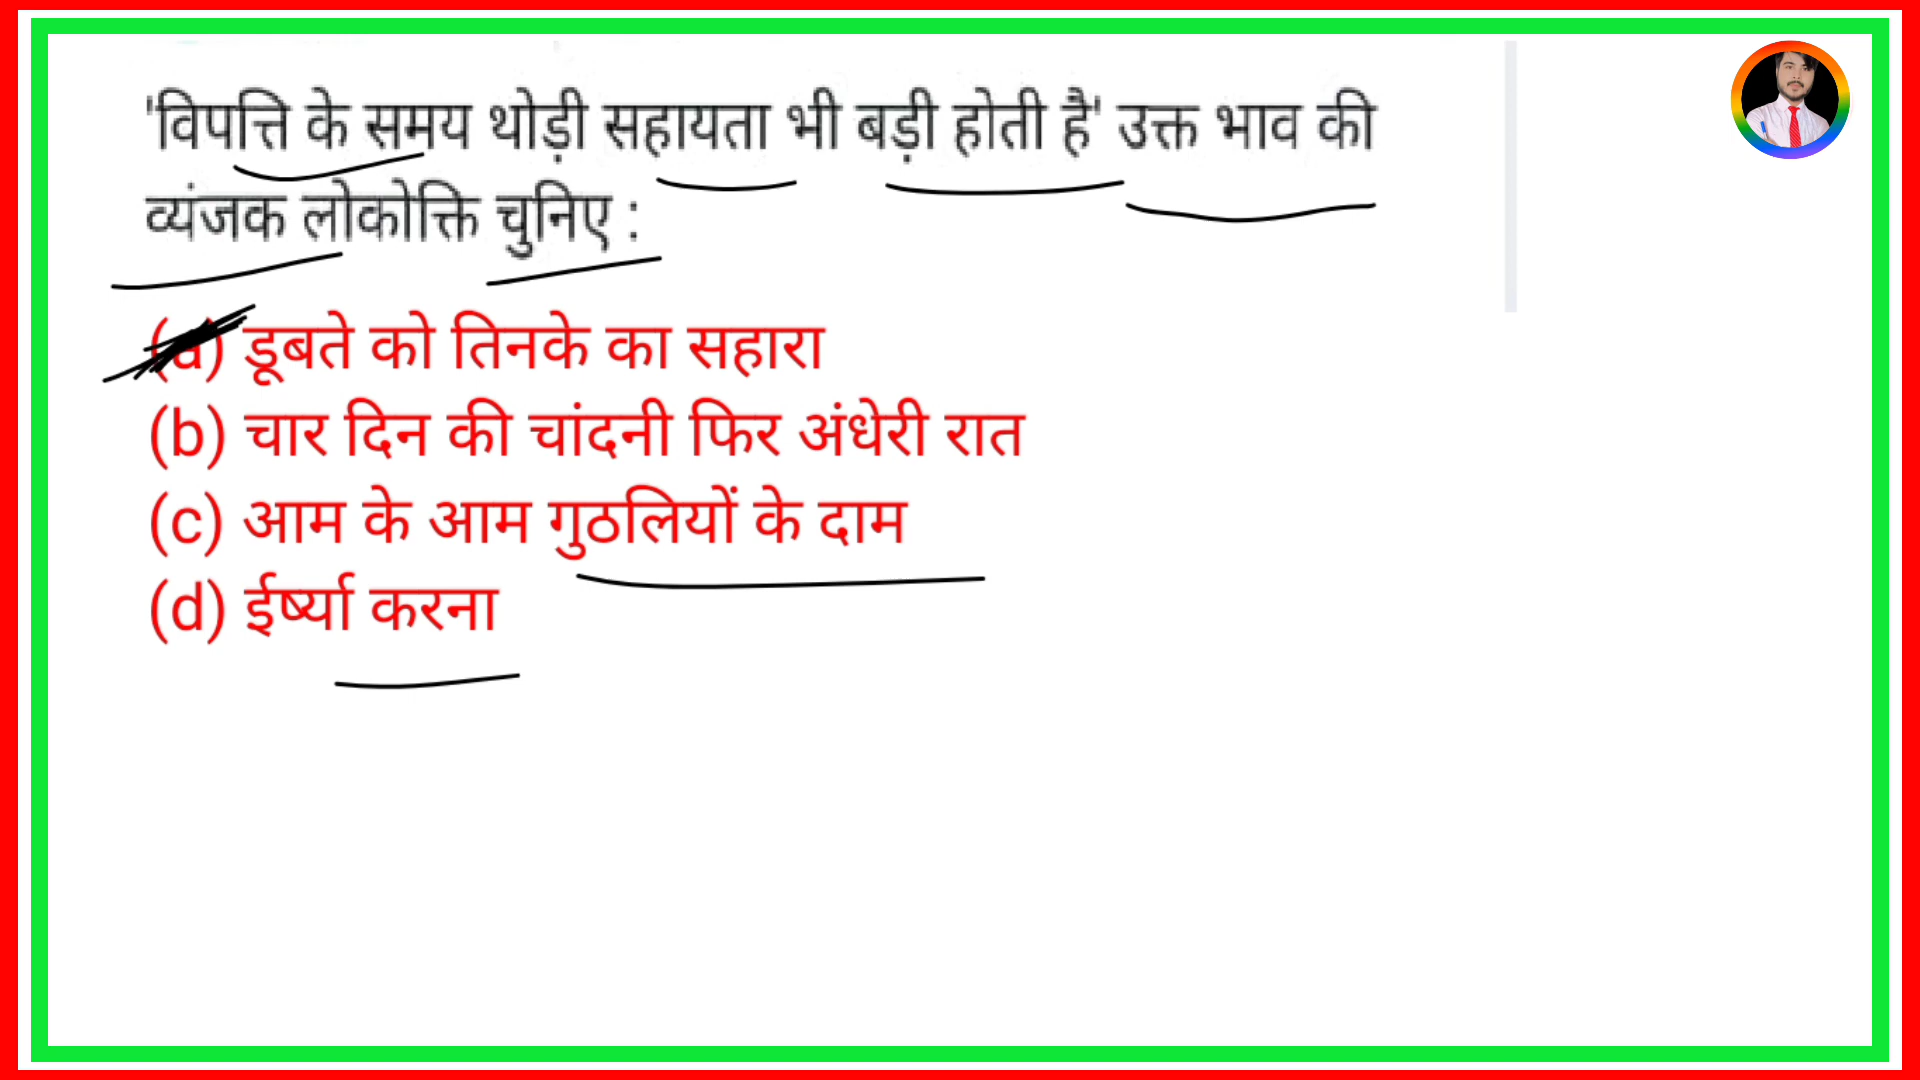 'विपत्ति के समय थोड़ी सहायता भी बड़ी होती है' उक्त भाव की
व्यंजक लोकोक्ति चुनिए :
(a) डूबते को तिनके का सहारा
(b) चार दिन की चांदनी फिर अंधेरी रात
(c) आम के आम गुठलियों के दाम
(d) ईर्ष्या करना